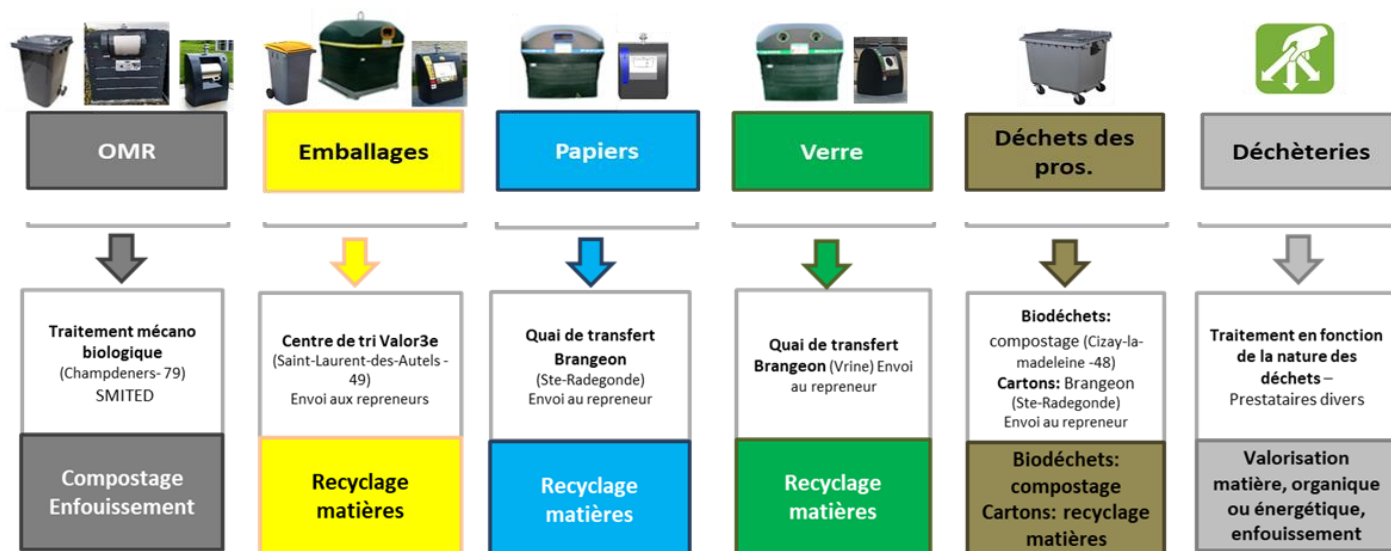 OMR
Emballages
Papiers
Verre
Déchets des
pros.
Déchèteries
Traitement mécano
biologique
(Champdeners- 79)
SMITED
Centre de tri Valor3e
(Saint-Laurent-des-Autels -
49)
Envoi aux repreneurs
Quai de transfert
Brangeon
(Ste-Radegonde)
Envoi au repreneur
Quai de transfert
Brangeon (Vrine) Envoi
au repreneur
Biodéchets:
compostage (Cizay-la-
madeleine -48)
Cartons: Brangeon
(Ste-Radegonde)
Envoi au repreneur
Traitement en fonction
de la nature des
déchets –
Prestataires divers
Compostage
Enfouissement
Recyclage
matières
Recyclage
matières
Recyclage
matières
Biodéchets:
compostage
Cartons: recyclage
matières
Valorisation
matière, organique
ou énergétique,
enfouissement